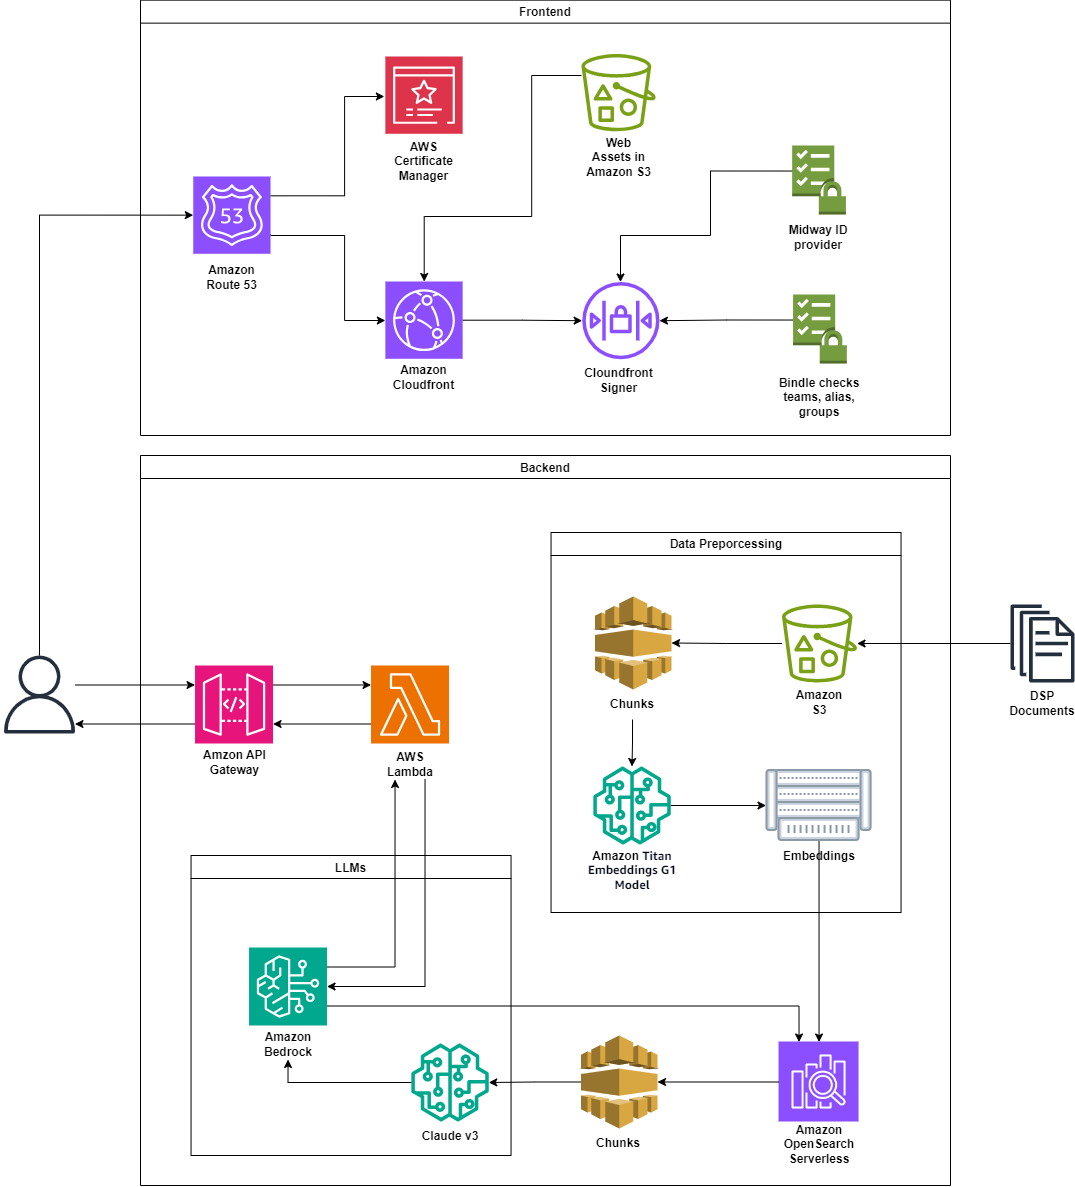 Frontend
AWS
Certificate
Manager
Web
Assets in
Amazon S3
Midway ID
provider
53
Amazon
Route 53
Amazon
Cloudfront
Cloundfront
Signer
Bindle checks
teams, alias,
groups
Backend
Data Preporcessing
Chunks
Amazon
S3
DSP
Documents
</>
Amzon API
Gateway
AWS
Lambda
Amazon Titan
Embeddings G1
Model
Embeddings
LLMs
Amazon
Bedrock
Claude v3
Chunks
Amazon
OpenSearch
Serverless